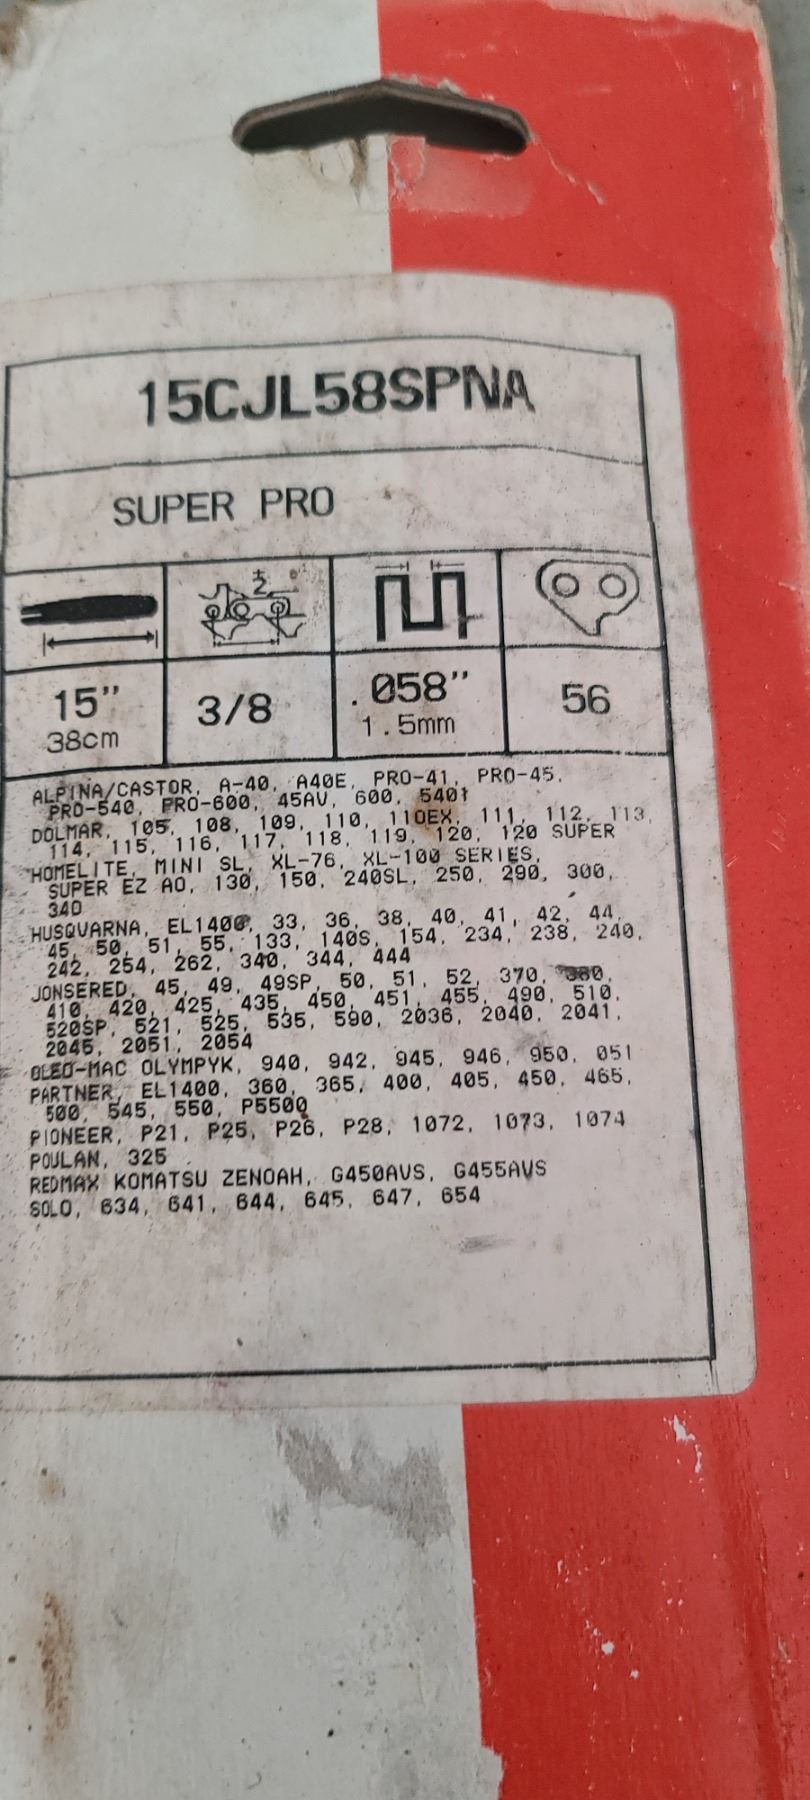 15CJL58SPNA
SUPER PRO
÷2
15"
38cm
3/8
.058"
1.5mm
56
ALPINA/CASTOR, A-40, A40E, PRO-41, PRO-45,
PRO-540, PRO-600, 45AV, 600, 540t
DOLMAR, 105, 108, 109, 110, 110EX, 111, 112, 113,
114, 115, 116, 117, 118, 119, 120, 120 SUPER
HOMELITE, MINI SL, XL-76, XL-100 SERIES,
SUPER EZ AO, 130, 150, 240SL, 250, 290, 300,
340
HUSQVARNA, EL1400, 33, 36, 38, 40, 41, 42, 44,
45, 50, 51, 55, 133, 140S, 154, 234, 238, 240,
242, 254, 262, 340, 344, 444
JONSERED, 45, 49, 49SP, 50, 51, 52, 370,
410, 420, 425, 435, 450, 451, 455, 490, 510,
520SP, 521, 525, 535, 590, 2036, 2040, 2041,
2045, 2051, 2054
OLEO-MAC OLYMPYK, 940, 942, 945, 946, 950, 051
PARTNER, EL1400, 360, 365, 400, 405, 450, 465,
500, 545, 550, P5500
PIONEER, P21, P25, P26, P28, 1072, 1073, 1074
POULAN, 325
REDMAX KOMATSU ZENOAH, G450AVS, G455AVS
SOLO, 634, 641, 644, 645, 647, 654